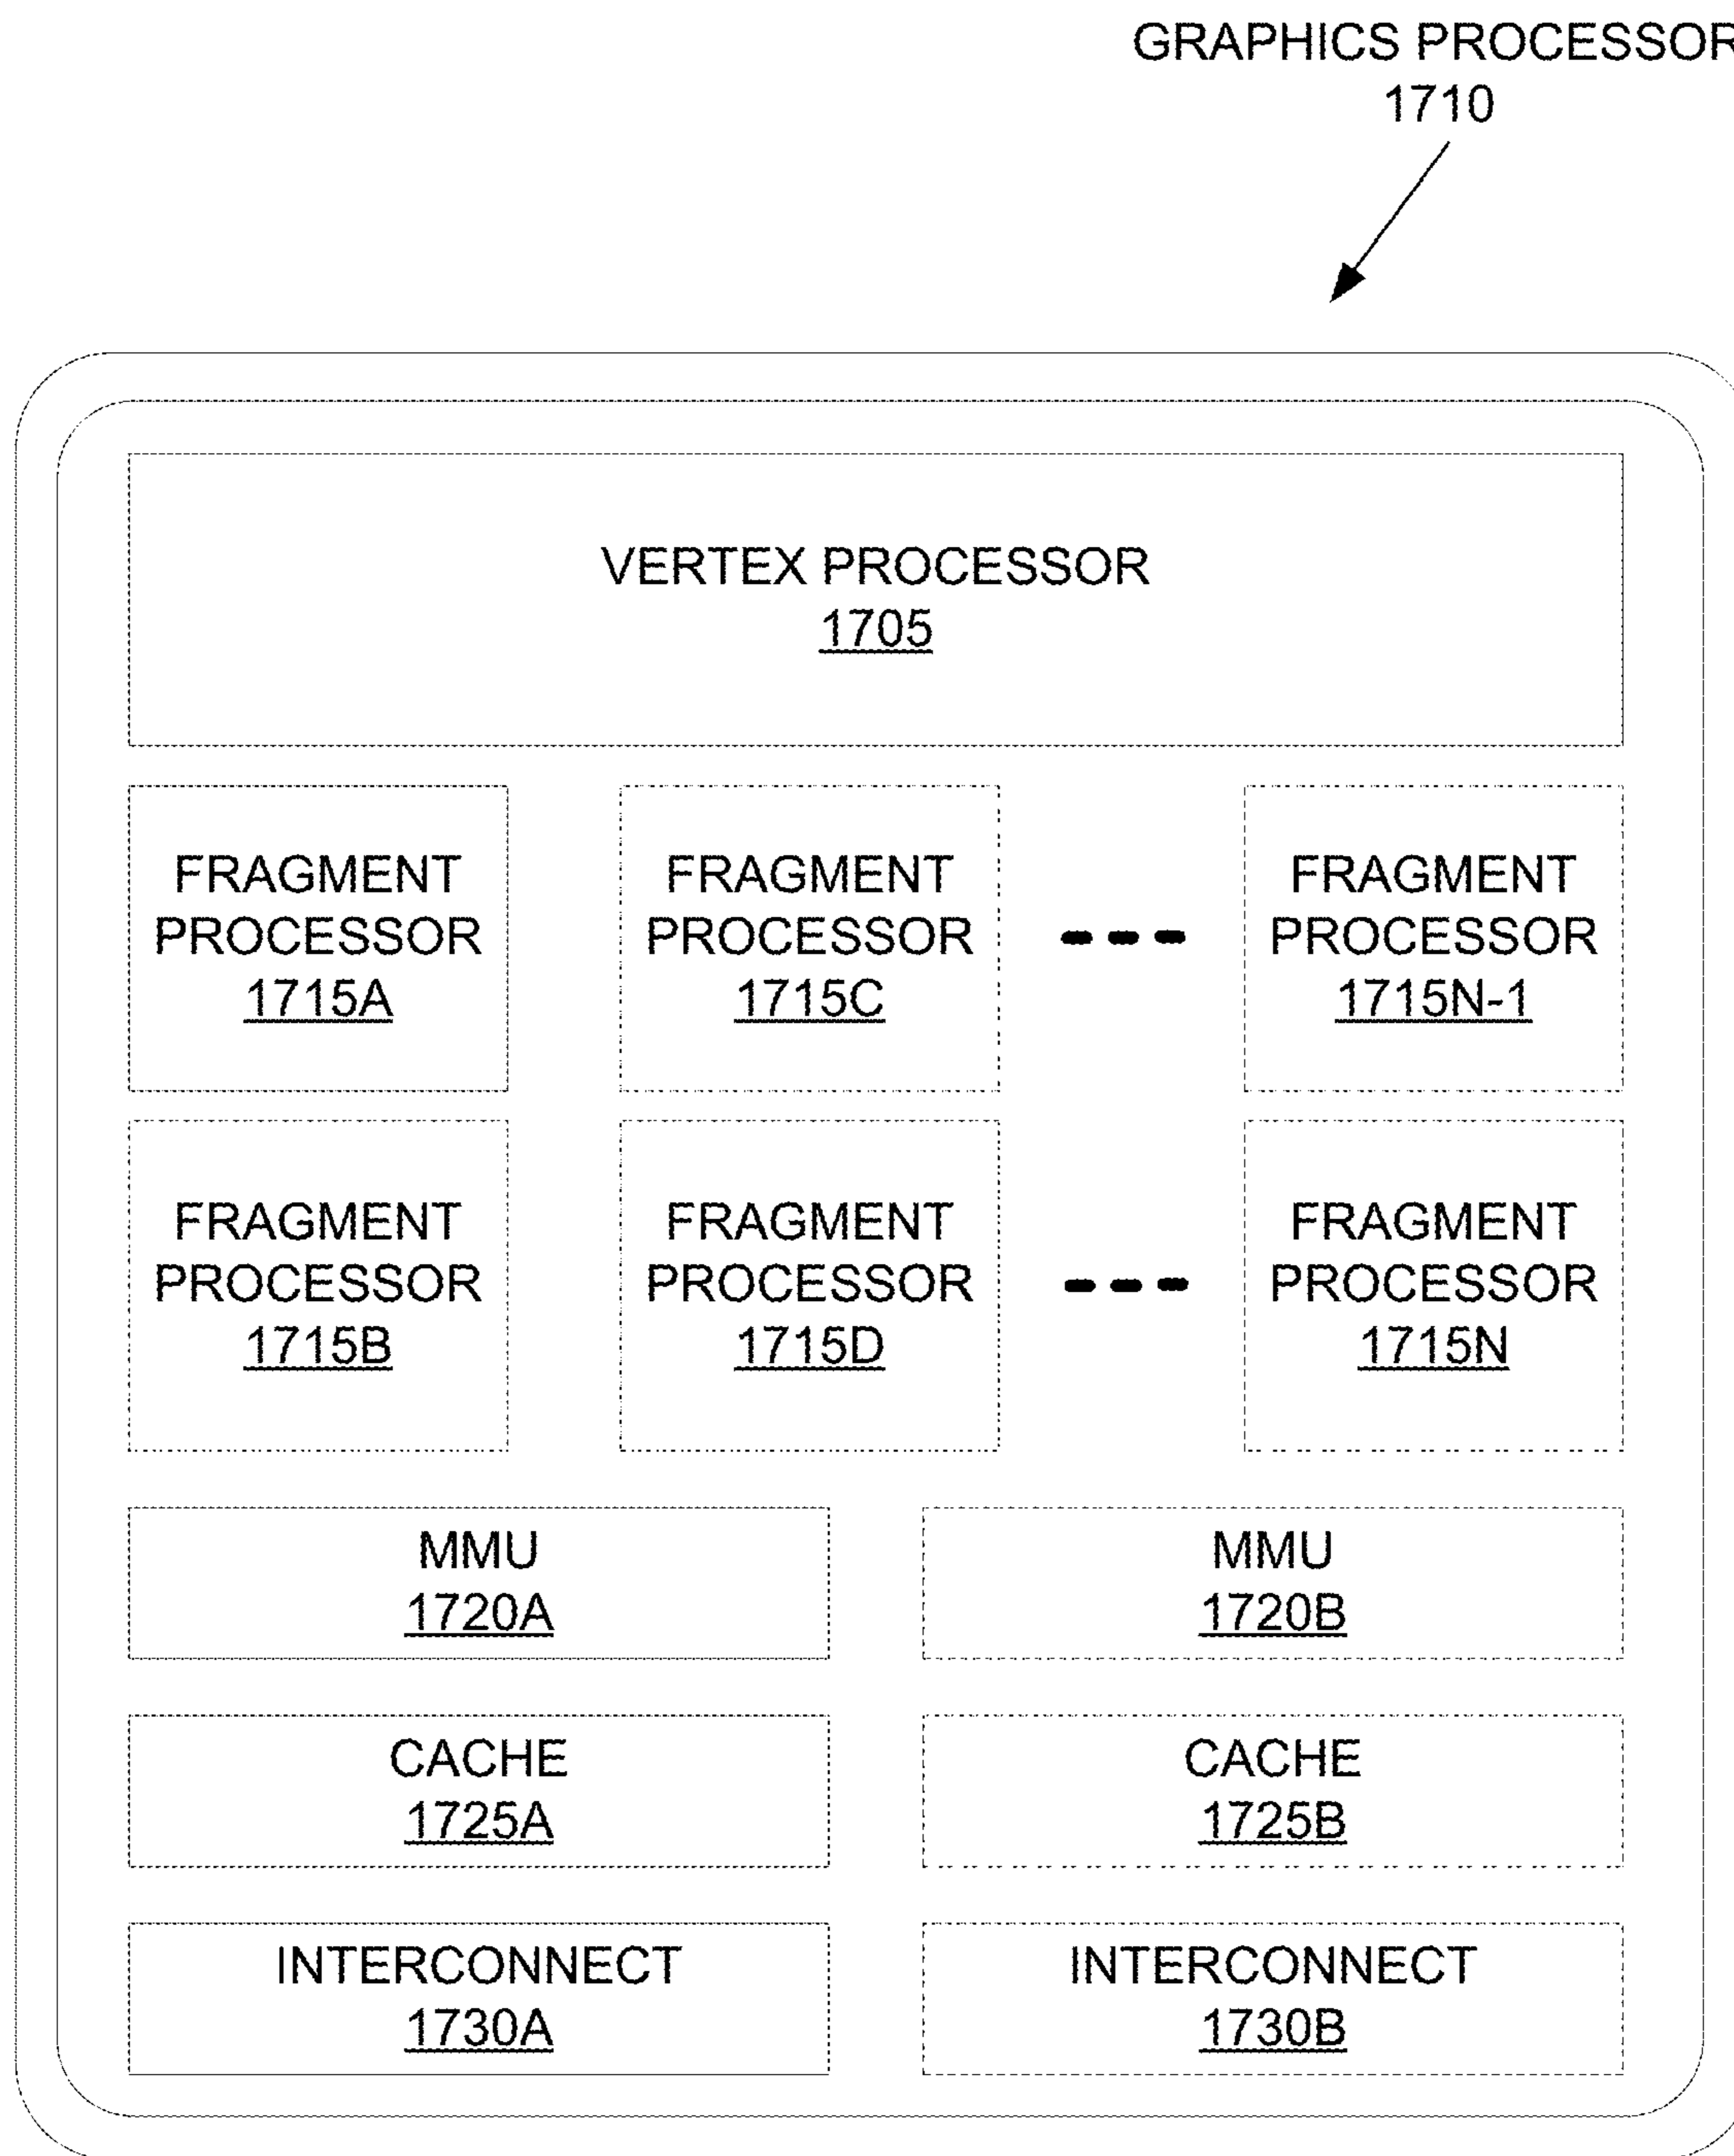 GRAPHICS PROCESSOR
1710
VERTEX PROCESSOR
1705
FRAGMENT
PROCESSOR
1715A
FRAGMENT
PROCESSOR
1715C
FRAGMENT
PROCESSOR
1715N-1
FRAGMENT
PROCESSOR
1715B
FRAGMENT
PROCESSOR
1715D
FRAGMENT
PROCESSOR
1715N
MMU
1720A
MMU
1720B
CACHE
1725A
CACHE
1725B
INTERCONNECT
1730A
INTERCONNECT
1730B